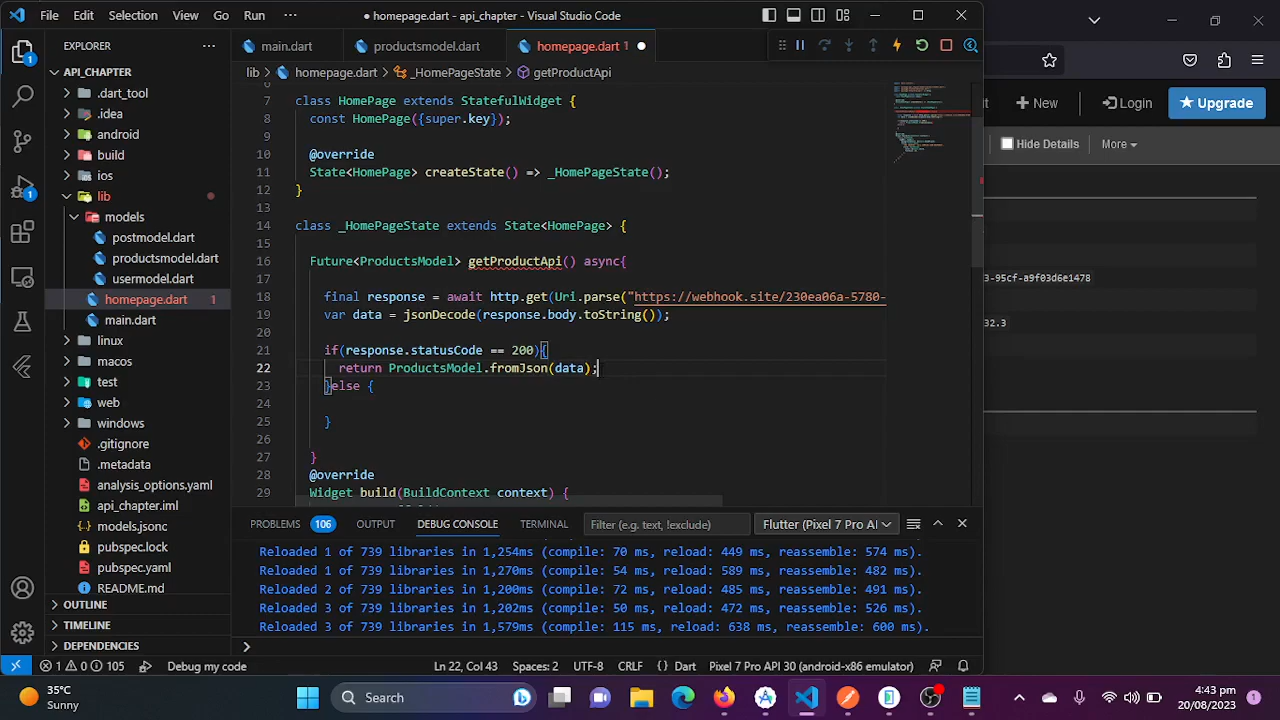 File Edit Selection View Go Run ··· ● homepage.dart - api_chapter - Visual Studio Code
EXPLORER ···
main.dart productsmodel.dart homepage.dart 1 ●
lib > homepage.dart > _HomePageState > getProductApi
API_CHAPTER
.dart_tool
.idea
android
build
ios
lib
models
postmodel.dart
productsmodel.dart
usermodel.dart
homepage.dart 1
main.dart
linux
macos
test
web
windows
.gitignore
.metadata
analysis_options.yaml
api_chapter.iml
models.jsonc
pubspec.lock
pubspec.yaml
README.md
OUTLINE
TIMELINE
DEPENDENCIES
1
1
7 class HomePage extends StatefulWidget {
8 const HomePage({super.key});
9
10 @override
11 State<HomePage> createState() => _HomePageState();
12 }
13
14 class _HomePageState extends State<HomePage> {
15
16 Future<ProductsModel> getProductApi() async{
17
18 final response = await http.get(Uri.parse("https://webhook.site/230ea06a-5780-
19 var data = jsonDecode(response.body.toString());
20
21 if(response.statusCode == 200){
22 return ProductsModel.fromJson(data);
23 }else {
24
25 }
26
27 }
28 @override
29 Widget build(BuildContext context) {
PROBLEMS 106 OUTPUT DEBUG CONSOLE TERMINAL Filter (e.g. text, !exclude) Flutter (Pixel 7 Pro AI
Reloaded 1 of 739 libraries in 1,254ms (compile: 70 ms, reload: 449 ms, reassemble: 574 ms).
Reloaded 1 of 739 libraries in 1,270ms (compile: 54 ms, reload: 589 ms, reassemble: 482 ms).
Reloaded 2 of 739 libraries in 1,200ms (compile: 72 ms, reload: 485 ms, reassemble: 491 ms).
Reloaded 3 of 739 libraries in 1,202ms (compile: 50 ms, reload: 472 ms, reassemble: 526 ms).
Reloaded 3 of 739 libraries in 1,579ms (compile: 115 ms, reload: 638 ms, reassemble: 600 ms).
>
1 0 105 Debug my code Ln 22, Col 43 Spaces: 2 UTF-8 CRLF {} Dart Pixel 7 Pro API 30 (android-x86 emulator)
t + New Login Upgrade
Hide Details More
3-95cf-a9f03d6e1478
32.3
35°C
Sunny
Search
4:43 pm
20/08/2023
1